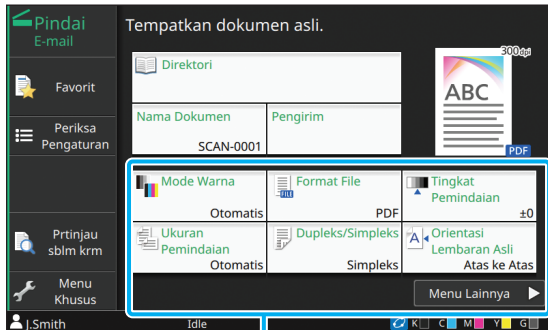 Pindai
E-mail
Tempatkan dokumen asli.
Favorit
Periksa
Pengaturan
Prtinjau
sblm krm
Menu
Khusus
Direktori
Nama Dokumen
SCAN-0001
Pengirim
300dpi
ABC
PDF
Mode Warna
Otomatis
Format File
FILE
PDF
Tingkat
Pemindaian
±0
Ukuran
Pemindaian
Otomatis
Dupleks/Simpleks
Simpleks
A
Orientasi
Lembaran Asli
Atas ke Atas
Menu Lainnya
J.Smith
Idle
K C M Y G